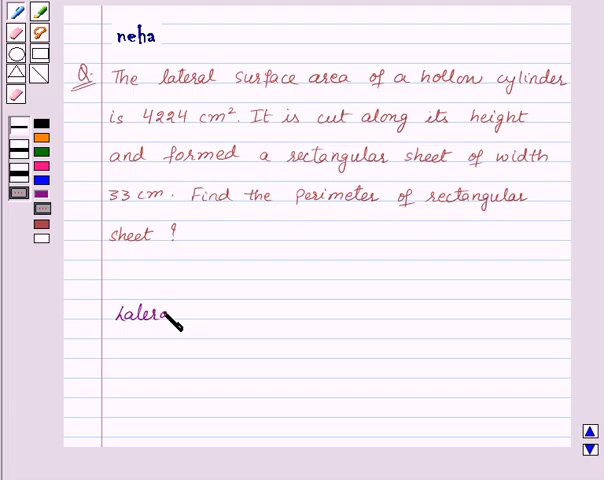 neha
Q. The lateral surface area of a hollow cylinder
is 4224 cm². It is cut along its height
and formed a rectangular sheet of width
33 cm. Find the perimeter of rectangular
sheet ?
Latera